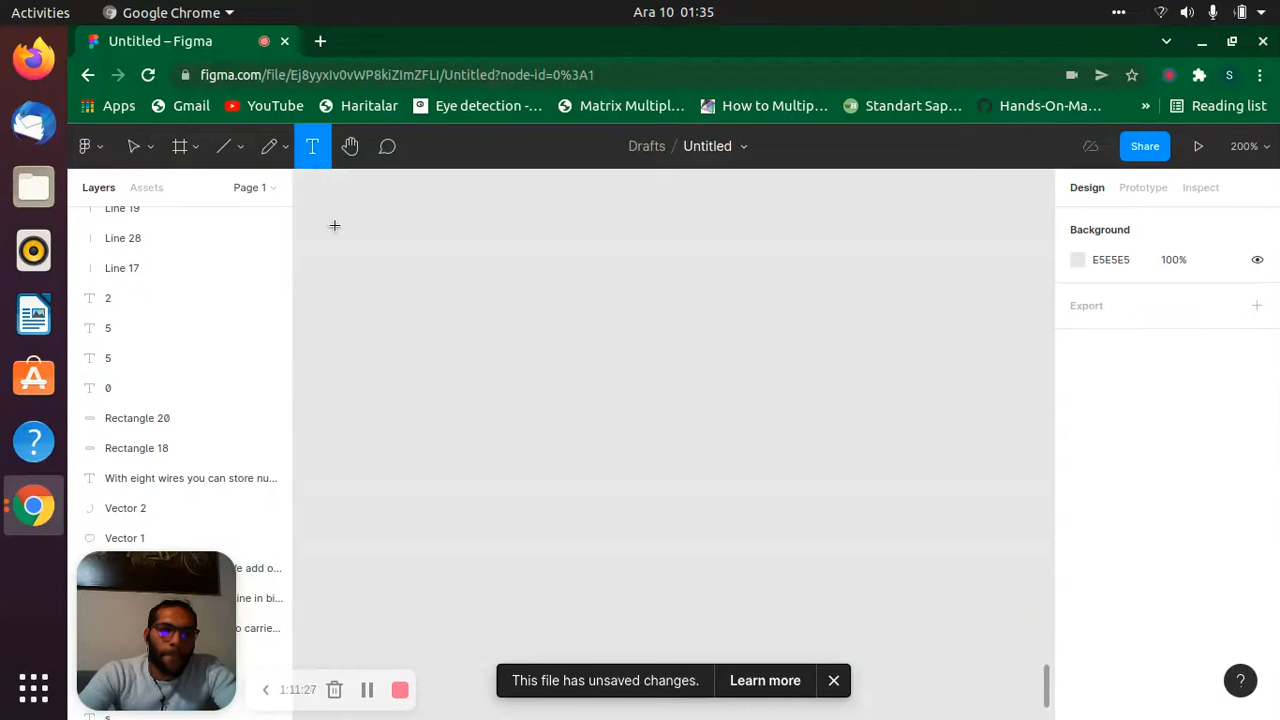 Activities
Google Chrome
Ara 10 01:35
Untitled – Figma
figma.com/file/Ej8yyxIv0vWP8kiZImZFLI/Untitled?node-id=0%3A1
Apps
Gmail
YouTube
Haritalar
Eye detection -...
Matrix Multipl...
How to Multip...
Standart Sap...
Hands-On-Ma...
»
Reading list
Drafts / Untitled
Share
200%
Layers
Assets
Page 1
Design
Prototype
Inspect
Line 19
Line 28
Line 17
2
5
5
0
Rectangle 20
Rectangle 18
With eight wires you can store nu...
Vector 2
Vector 1
e add o...
ine in bi...
o carrie...
s
Background
E5E5E5
100%
Export
1:11:27
This file has unsaved changes.
Learn more